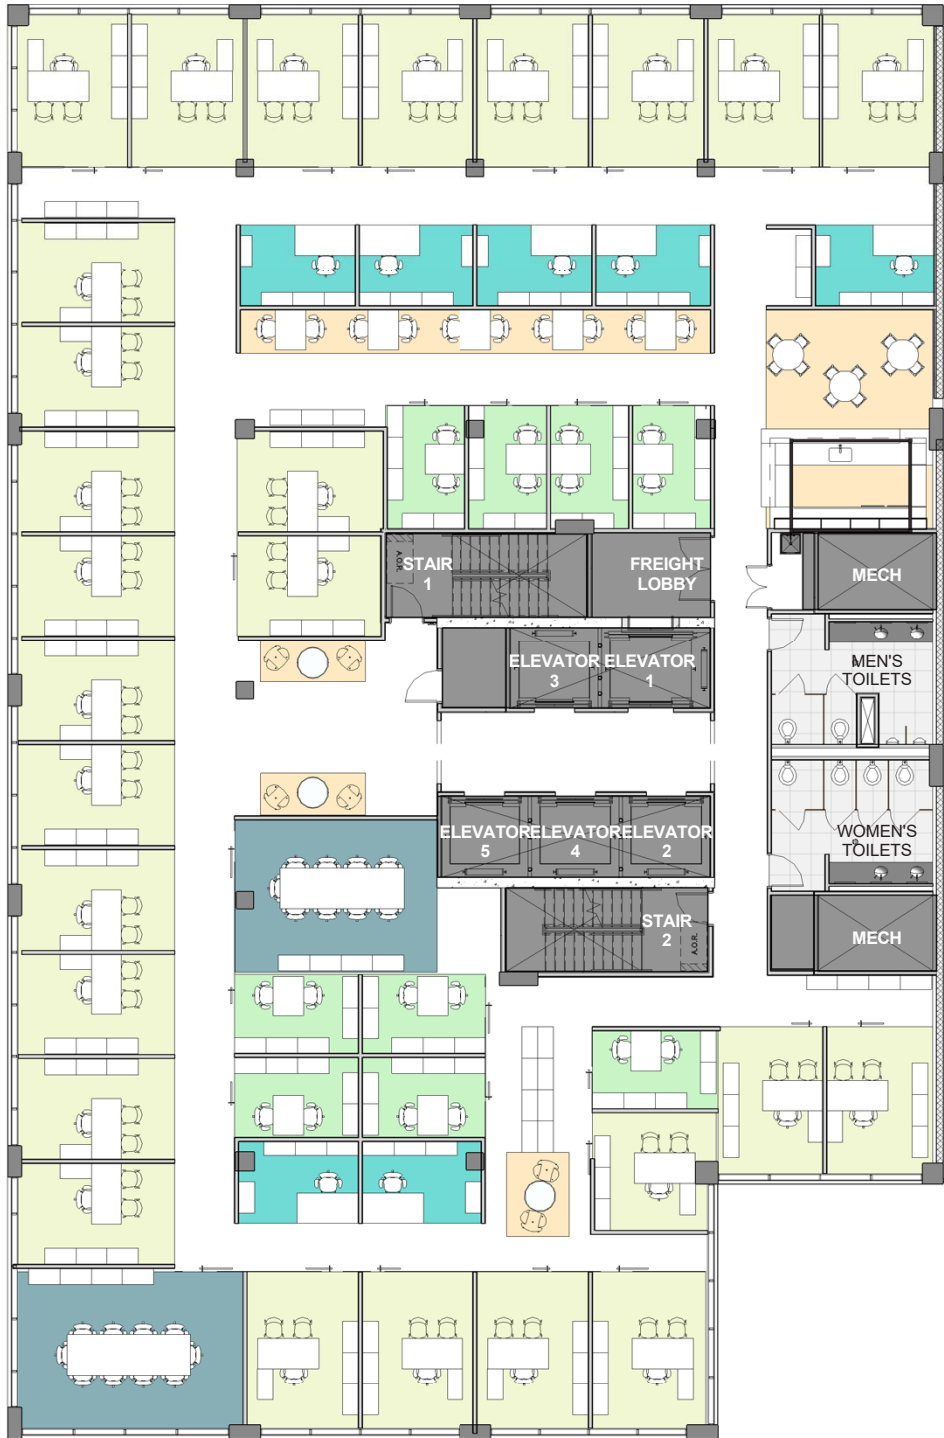 A.O.R.
STAIR
1
FREIGHT
LOBBY
MECH
ELEVATOR
3
ELEVATOR
1
MEN'S
TOILETS
ELEVATOR
5
ELEVATOR
4
ELEVATOR
2
WOMEN'S
TOILETS
STAIR
2
A.O.R.
MECH